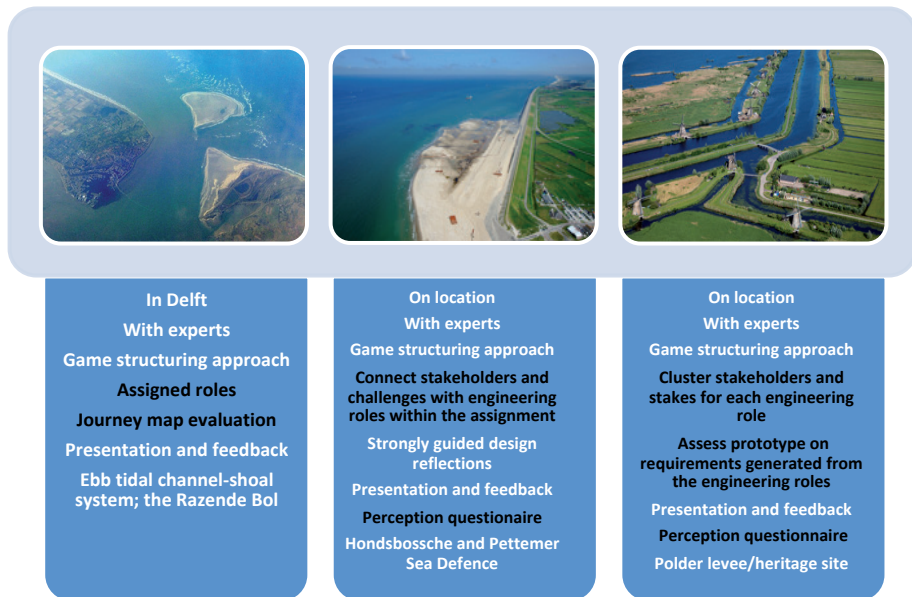 In Delft
With experts
Game structuring approach
Assigned roles
Journey map evaluation
Presentation and feedback
Ebb tidal channel-shoal
system; the Razende Bol
On location
With experts
Game structuring approach
Connect stakeholders and
challenges with engineering
roles within the assignment
Strongly guided design
reflections
Presentation and feedback
Perception questionaire
Hondsbossche and Pettemer
Sea Defence
On location
With experts
Game structuring approach
Cluster stakeholders and
stakes for each engineering
role
Assess prototype on
requirements generated from
the engineering roles
Presentation and feedback
Perception questionnaire
Polder levee/heritage site